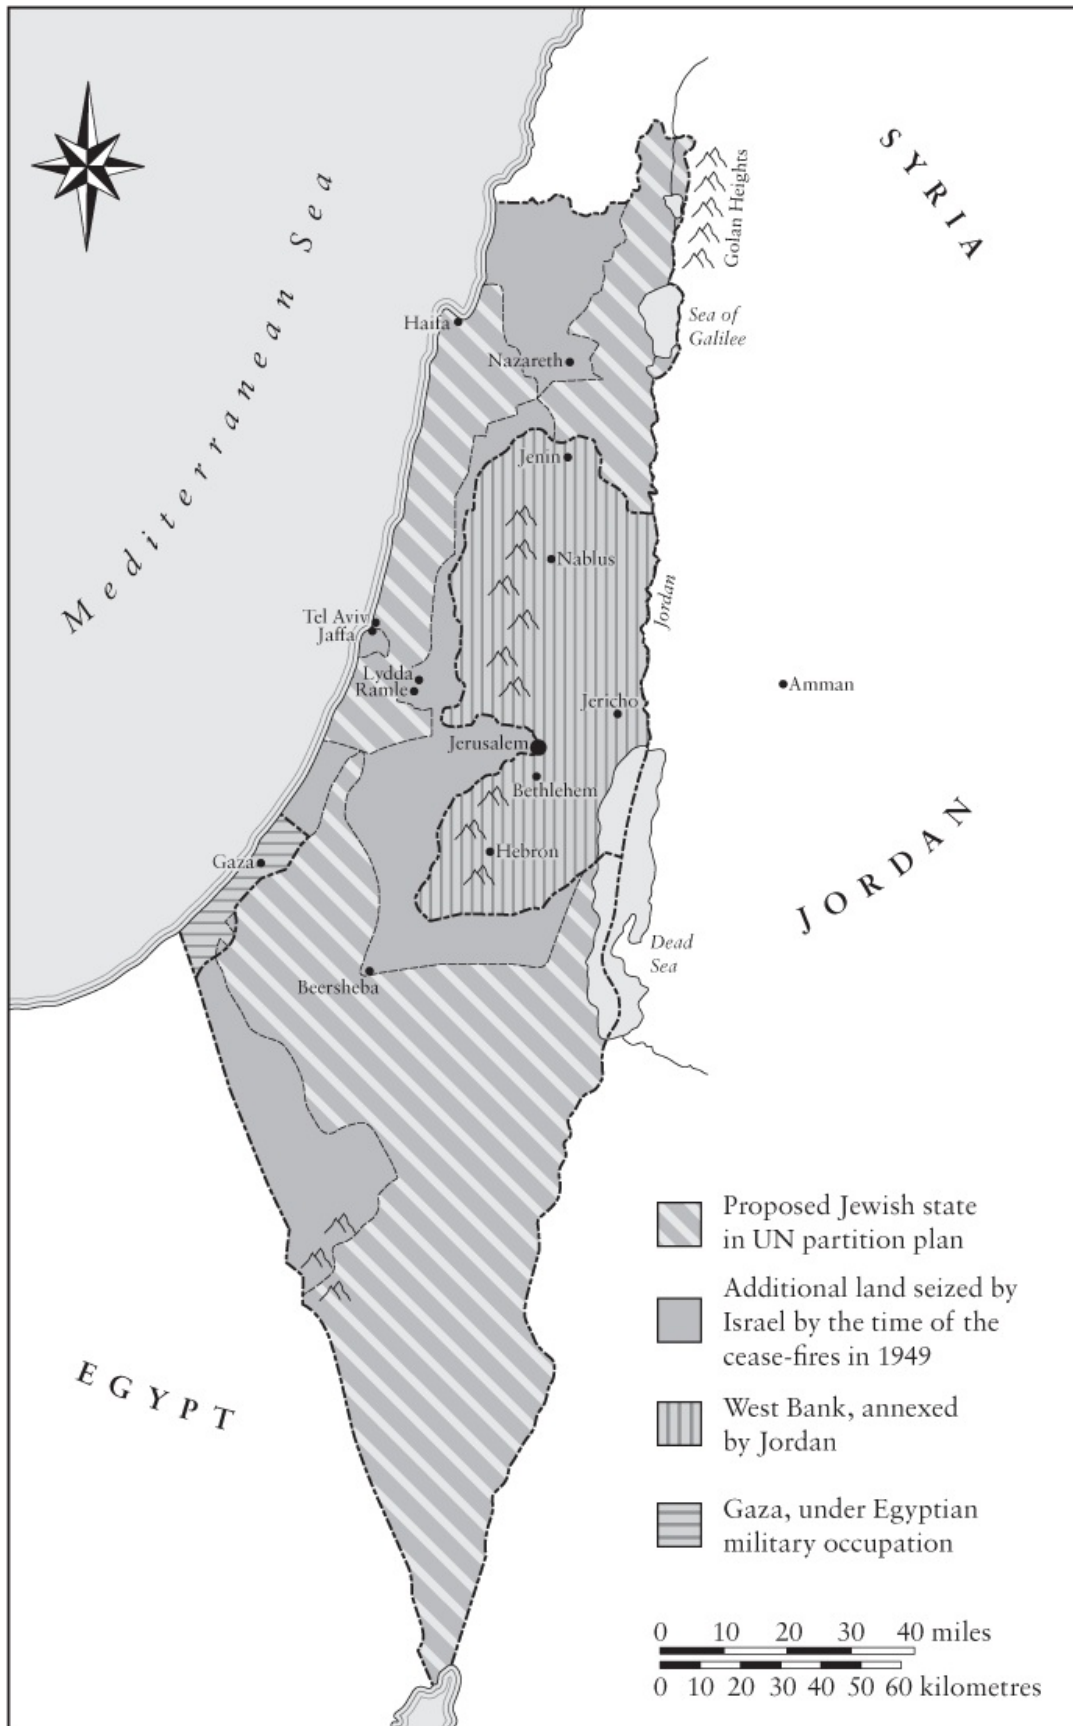 SYRIA
Golan Heights
Mediterranean Sea
Sea of
Galilee
Haifa
Nazareth
Jenin
Nablus
Jordan
Tel Aviv
Jaffa
Lydda
Ramle
Amman
Jericho
Jerusalem
Bethlehem
JORDAN
Gaza
Hebron
Dead
Sea
Beersheba
EGYPT
Proposed Jewish state
in UN partition plan
Additional land seized by
Israel by the time of the
cease-fires in 1949
West Bank, annexed
by Jordan
Gaza, under Egyptian
military occupation
0 10 20 30 40 miles
0 10 20 30 40 50 60 kilometres